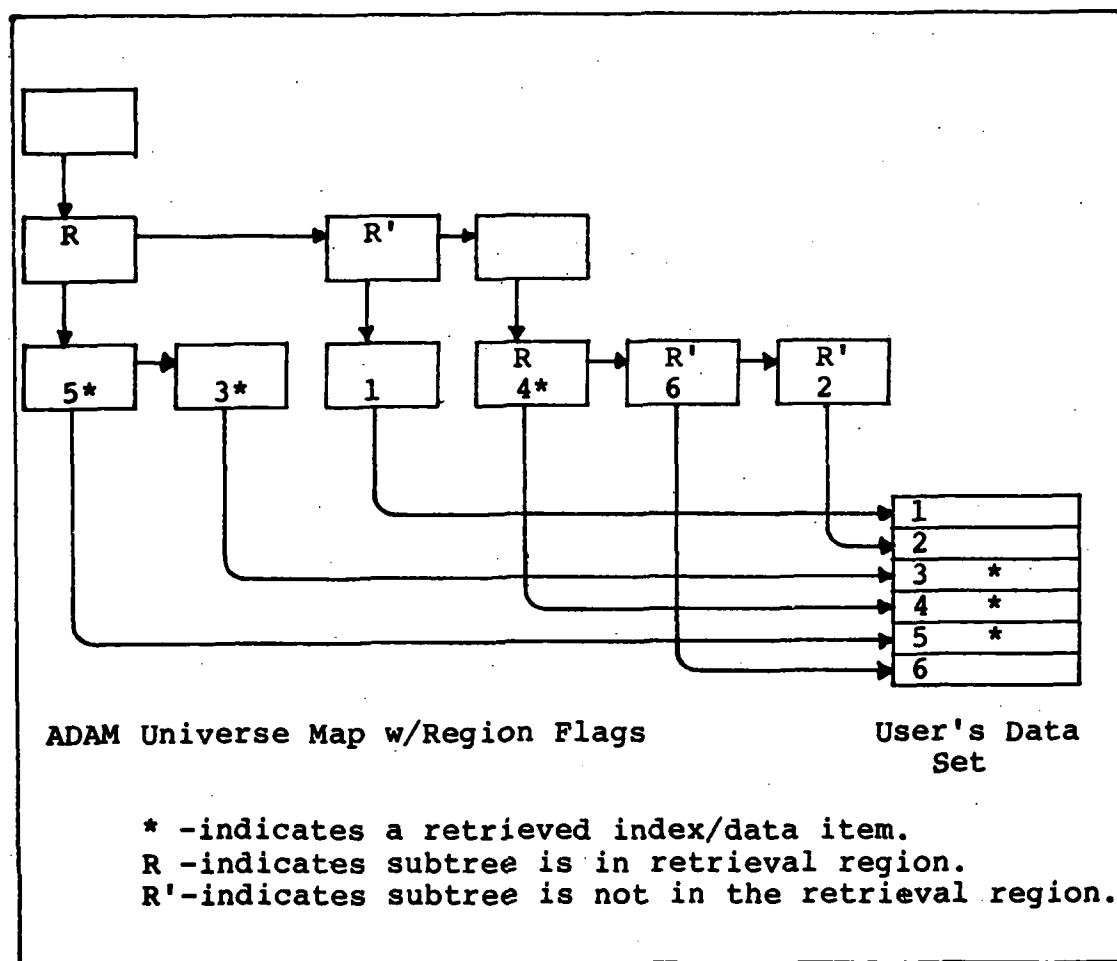 R R'
R R' R'
5* 3* 1 4* 6 2
1
2
3 *
4 *
5 *
6
ADAM Universe Map w/Region Flags User's Data
Set
* -indicates a retrieved index/data item.
R -indicates subtree is in retrieval region.
R'-indicates subtree is not in the retrieval region.